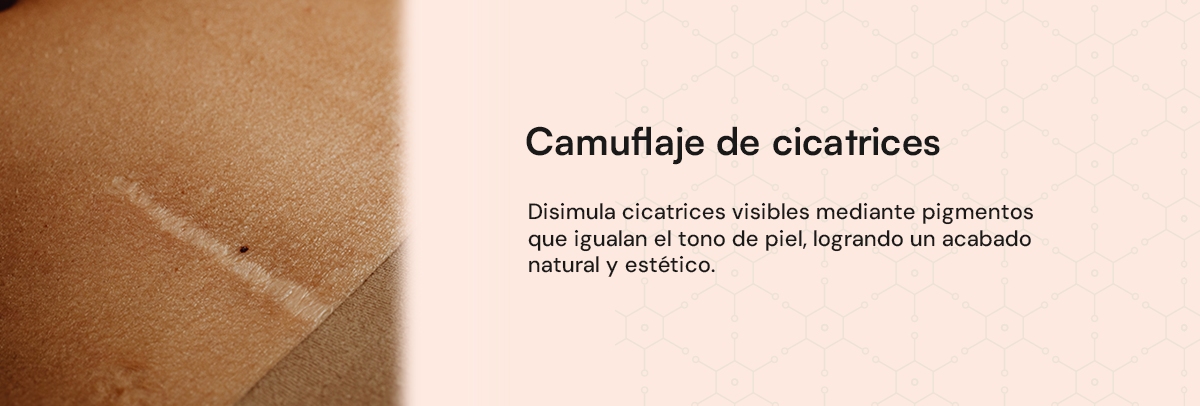 Camuflaje de cicatrices
Disimula cicatrices visibles mediante pigmentos
que igualan el tono de piel, logrando un acabado
natural y estético.